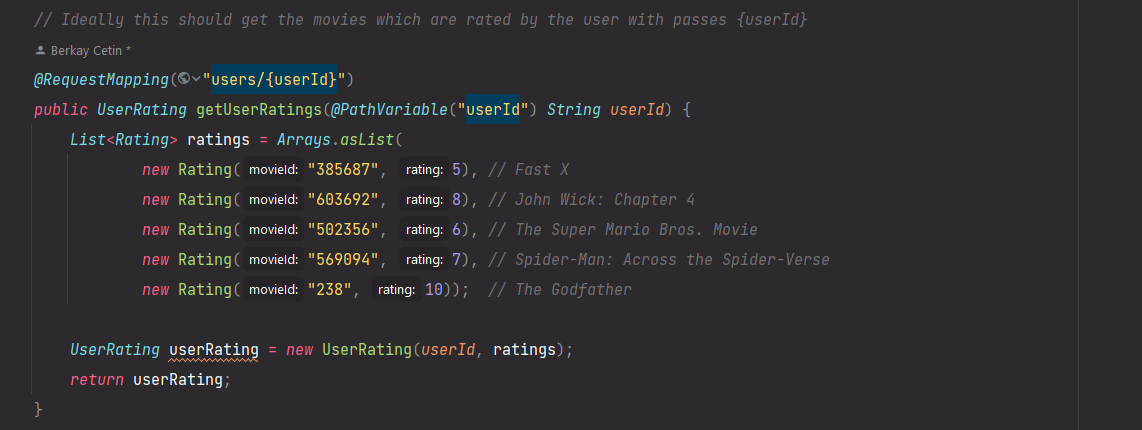 // Ideally this should get the movies which are rated by the user with passes {userId}
Berkay Cetin *
@RequestMapping("users/{userId}")
public UserRating getUserRatings(@PathVariable("userId") String userId) {
List<Rating> ratings = Arrays.asList(
new Rating( movieId: "385687", rating: 5), // Fast X
new Rating( movieId: "603692", rating: 8), // John Wick: Chapter 4
new Rating( movieId: "502356", rating: 6), // The Super Mario Bros. Movie
new Rating( movieId: "569094", rating: 7), // Spider-Man: Across the Spider-Verse
new Rating( movieId: "238", rating: 10)); // The Godfather
UserRating userRating = new UserRating(userId, ratings);
return userRating;
}